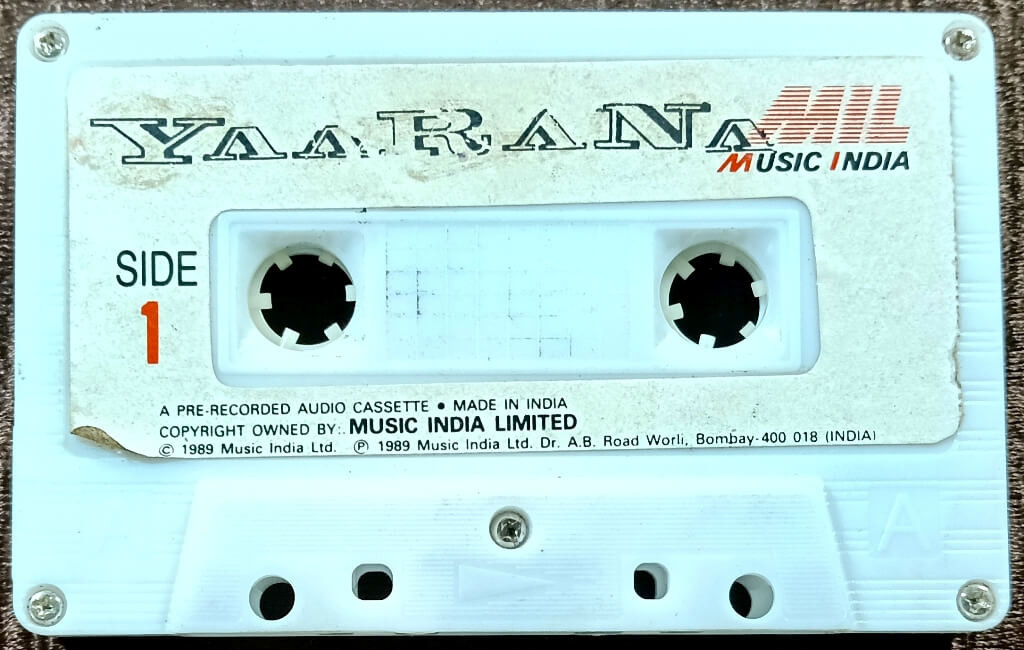 YAARANA
MIL
MUSIC INDIA
SIDE
1
A PRE-RECORDED AUDIO CASSETTE • MADE IN INDIA
COPYRIGHT OWNED BY:. MUSIC INDIA LIMITED
© 1989 Music India Ltd. ℗ 1989 Music India Ltd. Dr. A.B. Road Worli, Bombay-400 018 (INDIA)
A